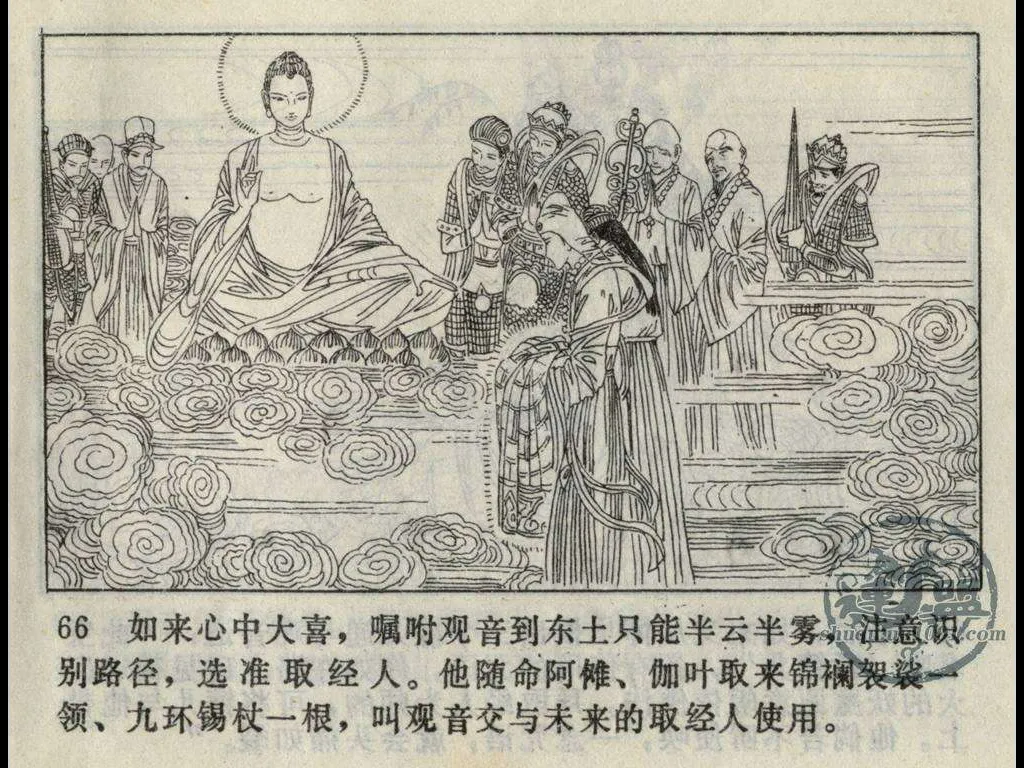 66 如来心中大喜，嘱咐观音到东土只能半云半雾，注意识
别路径，选准取经人。他随命阿傩、伽叶取来锦襕袈裟一
领、九环锡杖一根，叫观音交与未来的取经人使用。
连盟